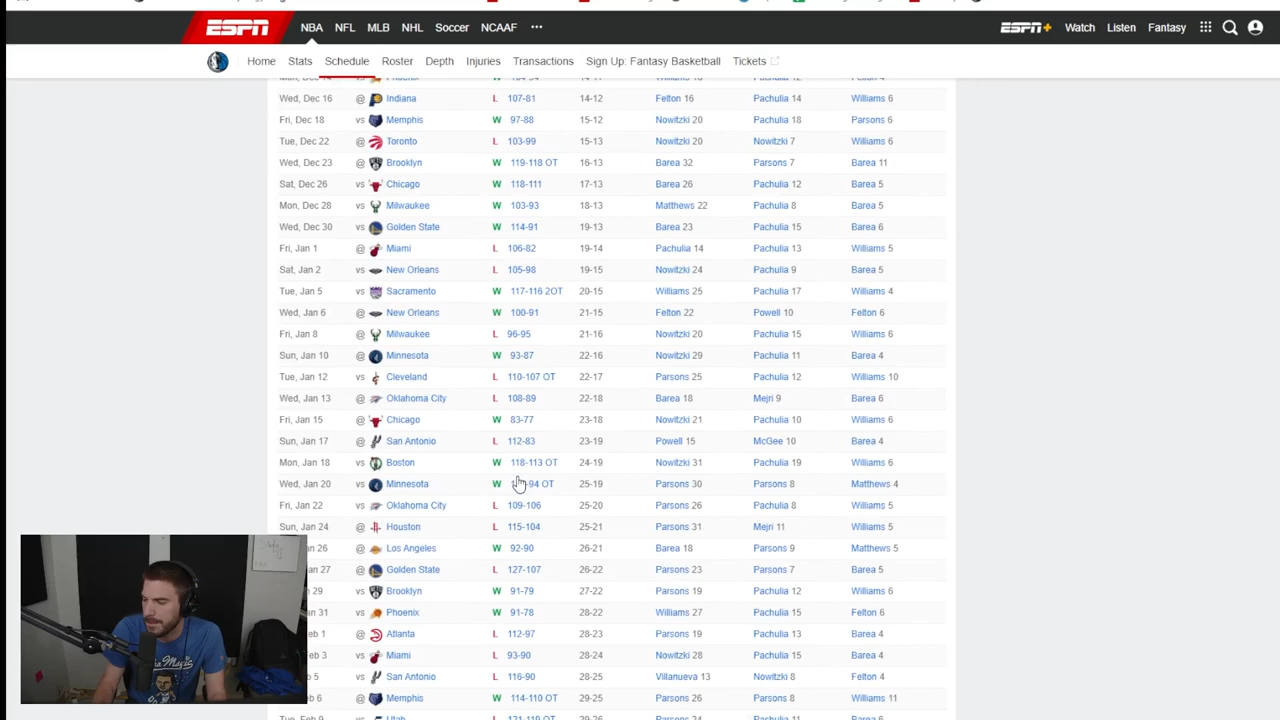 ESPN NBA NFL MLB NHL Soccer NCAAF ••• ESPN+ Watch Listen Fantasy
Home Stats Schedule Roster Depth Injuries Transactions Sign Up: Fantasy Basketball Tickets
Wed, Dec 16 @ Indiana L 107-81 14-12 Felton 16 Pachulia 14 Williams 6
Fri, Dec 18 vs Memphis W 97-88 15-12 Nowitzki 20 Pachulia 18 Parsons 6
Tue, Dec 22 @ Toronto L 103-99 15-13 Nowitzki 20 Nowitzki 7 Williams 6
Wed, Dec 23 @ Brooklyn W 119-118 OT 16-13 Barea 32 Parsons 7 Barea 11
Sat, Dec 26 vs Chicago W 118-111 17-13 Barea 26 Pachulia 12 Barea 5
Mon, Dec 28 vs Milwaukee W 103-93 18-13 Matthews 22 Pachulia 8 Barea 5
Wed, Dec 30 vs Golden State W 114-91 19-13 Barea 23 Pachulia 15 Barea 6
Fri, Jan 1 @ Miami L 106-82 19-14 Pachulia 14 Pachulia 13 Williams 5
Sat, Jan 2 vs New Orleans L 105-98 19-15 Nowitzki 24 Pachulia 9 Barea 5
Tue, Jan 5 vs Sacramento W 117-116 2OT 20-15 Williams 25 Pachulia 17 Williams 4
Wed, Jan 6 @ New Orleans W 100-91 21-15 Felton 22 Powell 10 Felton 6
Fri, Jan 8 @ Milwaukee L 96-95 21-16 Nowitzki 20 Pachulia 15 Williams 6
Sun, Jan 10 @ Minnesota W 93-87 22-16 Nowitzki 29 Pachulia 11 Barea 4
Tue, Jan 12 vs Cleveland L 110-107 OT 22-17 Parsons 25 Pachulia 12 Williams 10
Wed, Jan 13 @ Oklahoma City L 108-89 22-18 Barea 18 Mejri 9 Barea 6
Fri, Jan 15 @ Chicago W 83-77 23-18 Nowitzki 21 Pachulia 10 Williams 6
Sun, Jan 17 @ San Antonio L 112-83 23-19 Powell 15 McGee 10 Barea 4
Mon, Jan 18 vs Boston W 118-113 OT 24-19 Nowitzki 31 Pachulia 19 Williams 6
Wed, Jan 20 vs Minnesota W -94 OT 25-19 Parsons 30 Parsons 8 Matthews 4
Fri, Jan 22 vs Oklahoma City L 109-106 25-20 Parsons 26 Pachulia 8 Williams 5
Sun, Jan 24 @ Houston L 115-104 25-21 Parsons 31 Mejri 11 Williams 5
an 26 @ Los Angeles W 92-90 26-21 Barea 18 Parsons 9 Matthews 5
an 27 @ Golden State L 127-107 26-22 Parsons 23 Parsons 7 Barea 5
n 29 vs Brooklyn W 91-79 27-22 Parsons 19 Pachulia 12 Williams 6
an 31 vs Phoenix W 91-78 28-22 Williams 27 Pachulia 15 Felton 6
eb 1 @ Atlanta L 112-97 28-23 Parsons 19 Pachulia 13 Barea 4
eb 3 vs Miami L 93-90 28-24 Nowitzki 28 Pachulia 15 Barea 4
b 5 vs San Antonio L 116-90 28-25 Villanueva 13 Nowitzki 8 Felton 4
eb 6 @ Memphis W 114-110 OT 29-25 Parsons 26 Parsons 8 Williams 11